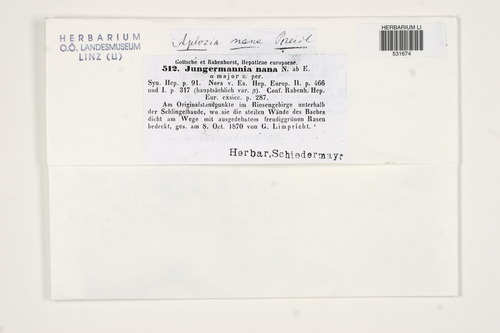 HERBARIUM
O.Ö. LANDESMUSEUM
LINZ (LI)
Aplozia nana
HERBARIUM LI
531674
Gottsche et Rabenhorst, Hepaticae europaeae.
512. Jungermannia nana N. ab E.
α major c. per.
Syn. Hep. p. 91. Nees v. Es. Hep. Europ. II. p. 466
und I. p. 317 (hauptsächlich var. β). Conf. Rabenh. Hep.
Eur. exsicc. p. 287.
Am Originalstandpunkte im Riesengebirge unterhalb
der Schlingelbaude, wo sie die steilen Wände des Baches
dicht am Wege mit ausgedehntem freudiggrünen Rasen
bedeckt, ges. am 8. Oct. 1870 von G. Limpricht.
Herbar, Schiedermayr